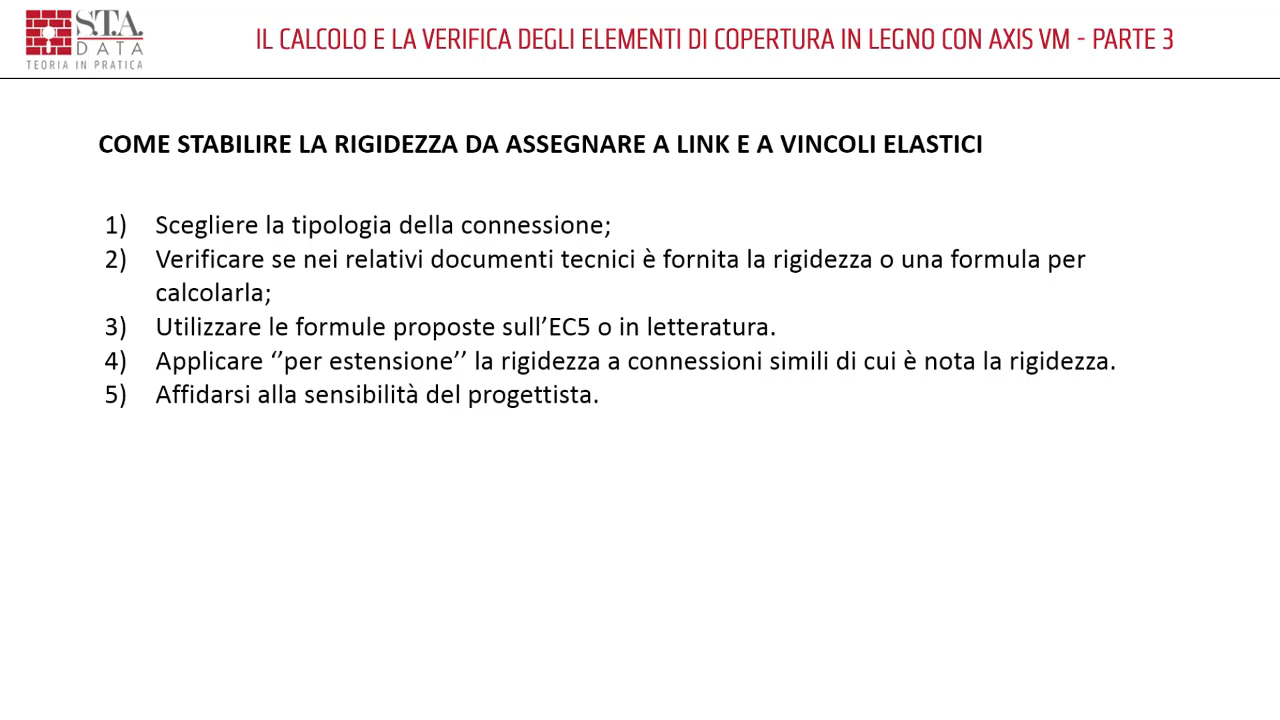 S.T.A.
DATA
TEORIA IN PRATICA
IL CALCOLO E LA VERIFICA DEGLI ELEMENTI DI COPERTURA IN LEGNO CON AXIS VM - PARTE 3
COME STABILIRE LA RIGIDEZZA DA ASSEGNARE A LINK E A VINCOLI ELASTICI
1) Scegliere la tipologia della connessione;
2) Verificare se nei relativi documenti tecnici è fornita la rigidezza o una formula per
calcolarla;
3) Utilizzare le formule proposte sull’EC5 o in letteratura.
4) Applicare ‘’per estensione’’ la rigidezza a connessioni simili di cui è nota la rigidezza.
5) Affidarsi alla sensibilità del progettista.